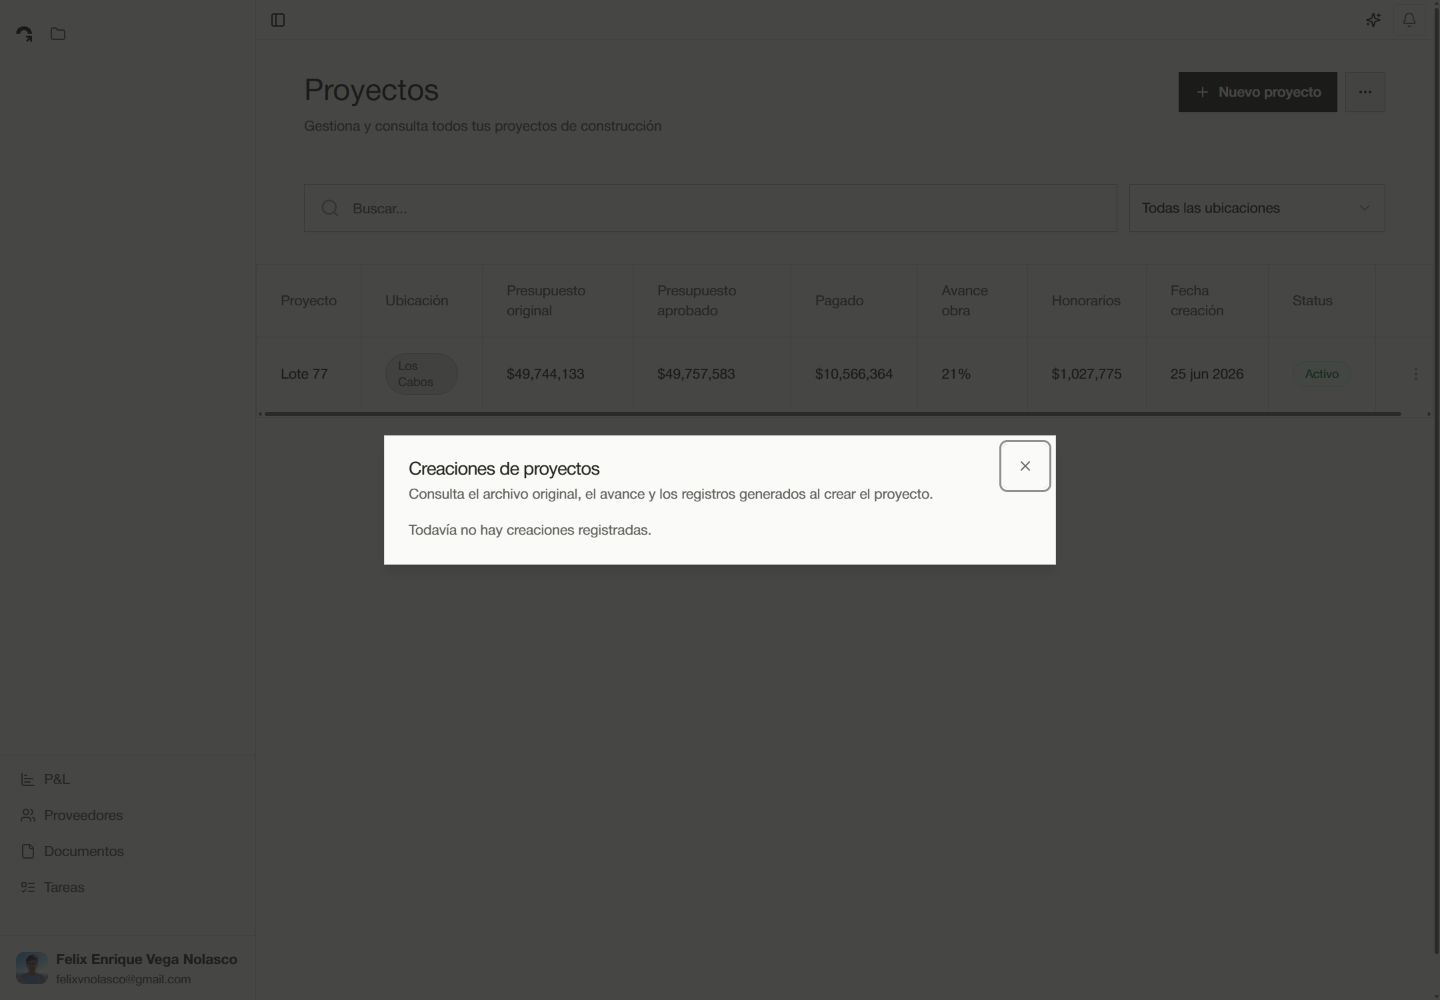 Proyectos
Nuevo proyecto
Gestiona y consulta todos tus proyectos de construcción
Buscar...
Todas las ubicaciones
Proyecto
Ubicación
Presupuesto
original
Presupuesto
aprobado
Pagado
Avance
obra
Honorarios
Fecha
creación
Status
Lote 77
Los
Cabos
$49,744,133
$49,757,583
$10,566,364
21%
$1,027,775
25 jun 2026
Activo
Creaciones de proyectos
Consulta el archivo original, el avance y los registros generados al crear el proyecto.
Todavía no hay creaciones registradas.
P&L
Proveedores
Documentos
Tareas
Felix Enrique Vega Nolasco
felixvnolasco@gmail.com